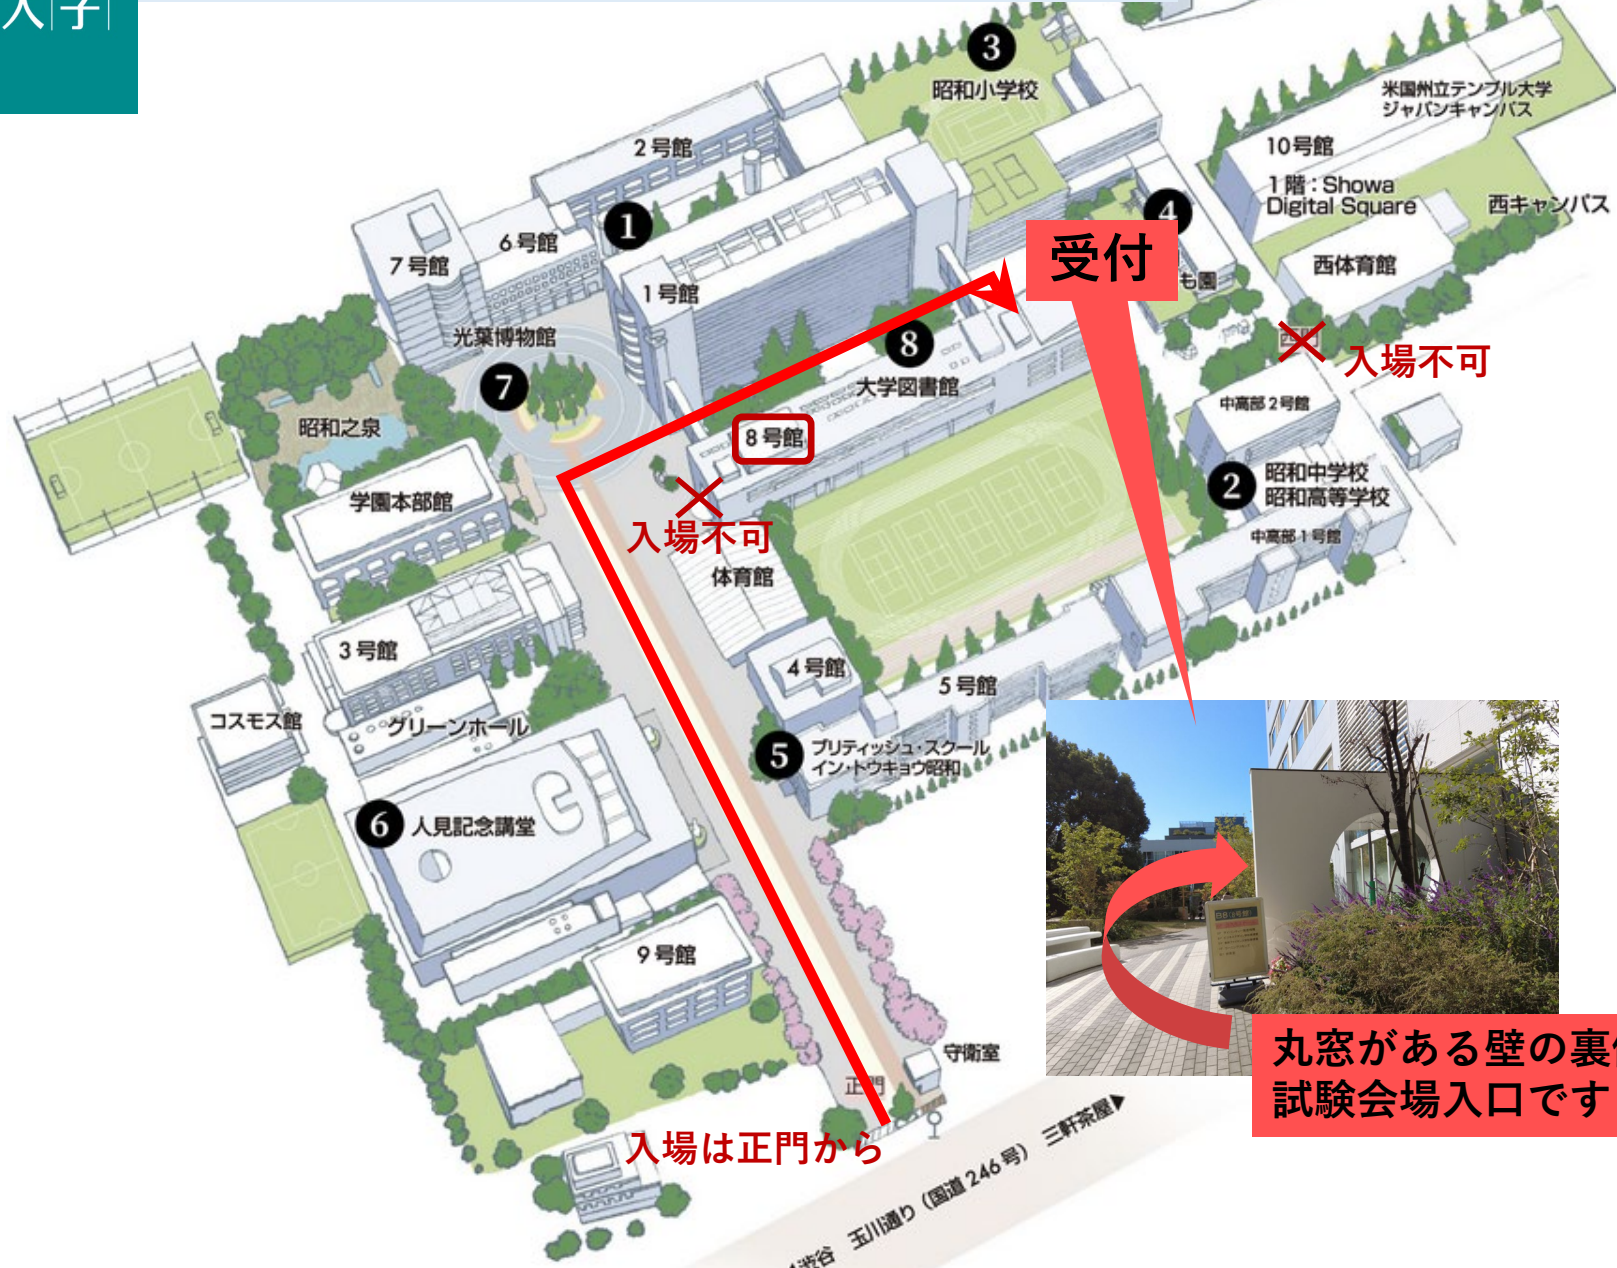 大学
3
昭和小学校
米国州立テンプル大学
ジャパンキャンパス
2号館
10号館
1階：Showa
Digital Square
西キャンパス
4
1
6号館
7号館
受付
西体育館
も園
1号館
光葉博物館
8
大学図書館
入場不可
7
中高部2号館
昭和之泉
8号館
2
昭和中学校
昭和高等学校
学園本部館
入場不可
中高部1号館
体育館
3号館
4号館
5号館
コスモス館
グリーンホール
5
ブリティッシュ・スクール
イン・トウキョウ昭和
6
人見記念講堂
9号館
守衛室
正門
丸窓がある壁の裏
試験会場入口です
入場は正門から
渋谷 玉川通り（国道246号） 三軒茶屋▶